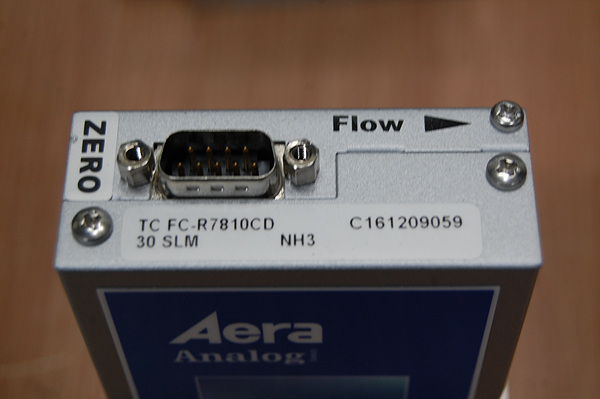 ZERO
Flow
TC FC-R7810CD C161209059
30 SLM NH3
Aera
Analog